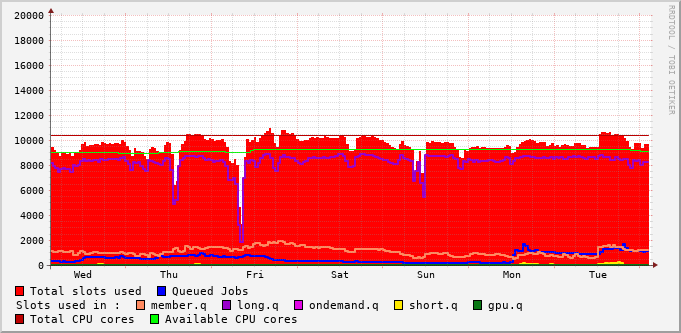 20000
18000
16000
14000
12000
10000
8000
6000
4000
2000
0
Wed Thu Fri Sat Sun Mon Tue
Total slots used Queued Jobs
Slots used in : member.q long.q ondemand.q short.q gpu.q
Total CPU cores Available CPU cores
RRDTOOL / TOBI OETIKER